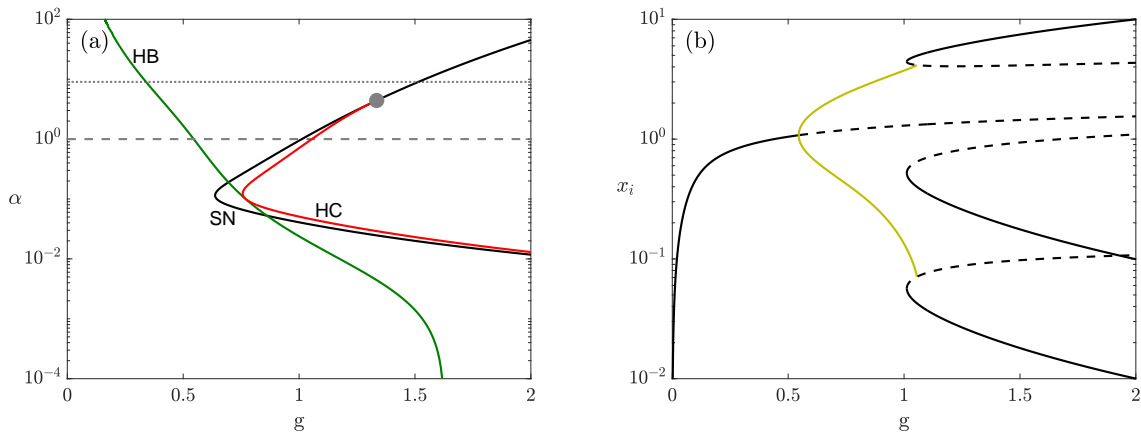 (a)
HB
SN
HC
α
10^2
10^0
10^{-2}
10^{-4}
0 0.5 1 1.5 2
g
(b)
x_i
10^1
10^0
10^{-1}
10^{-2}
0 0.5 1 1.5 2
g